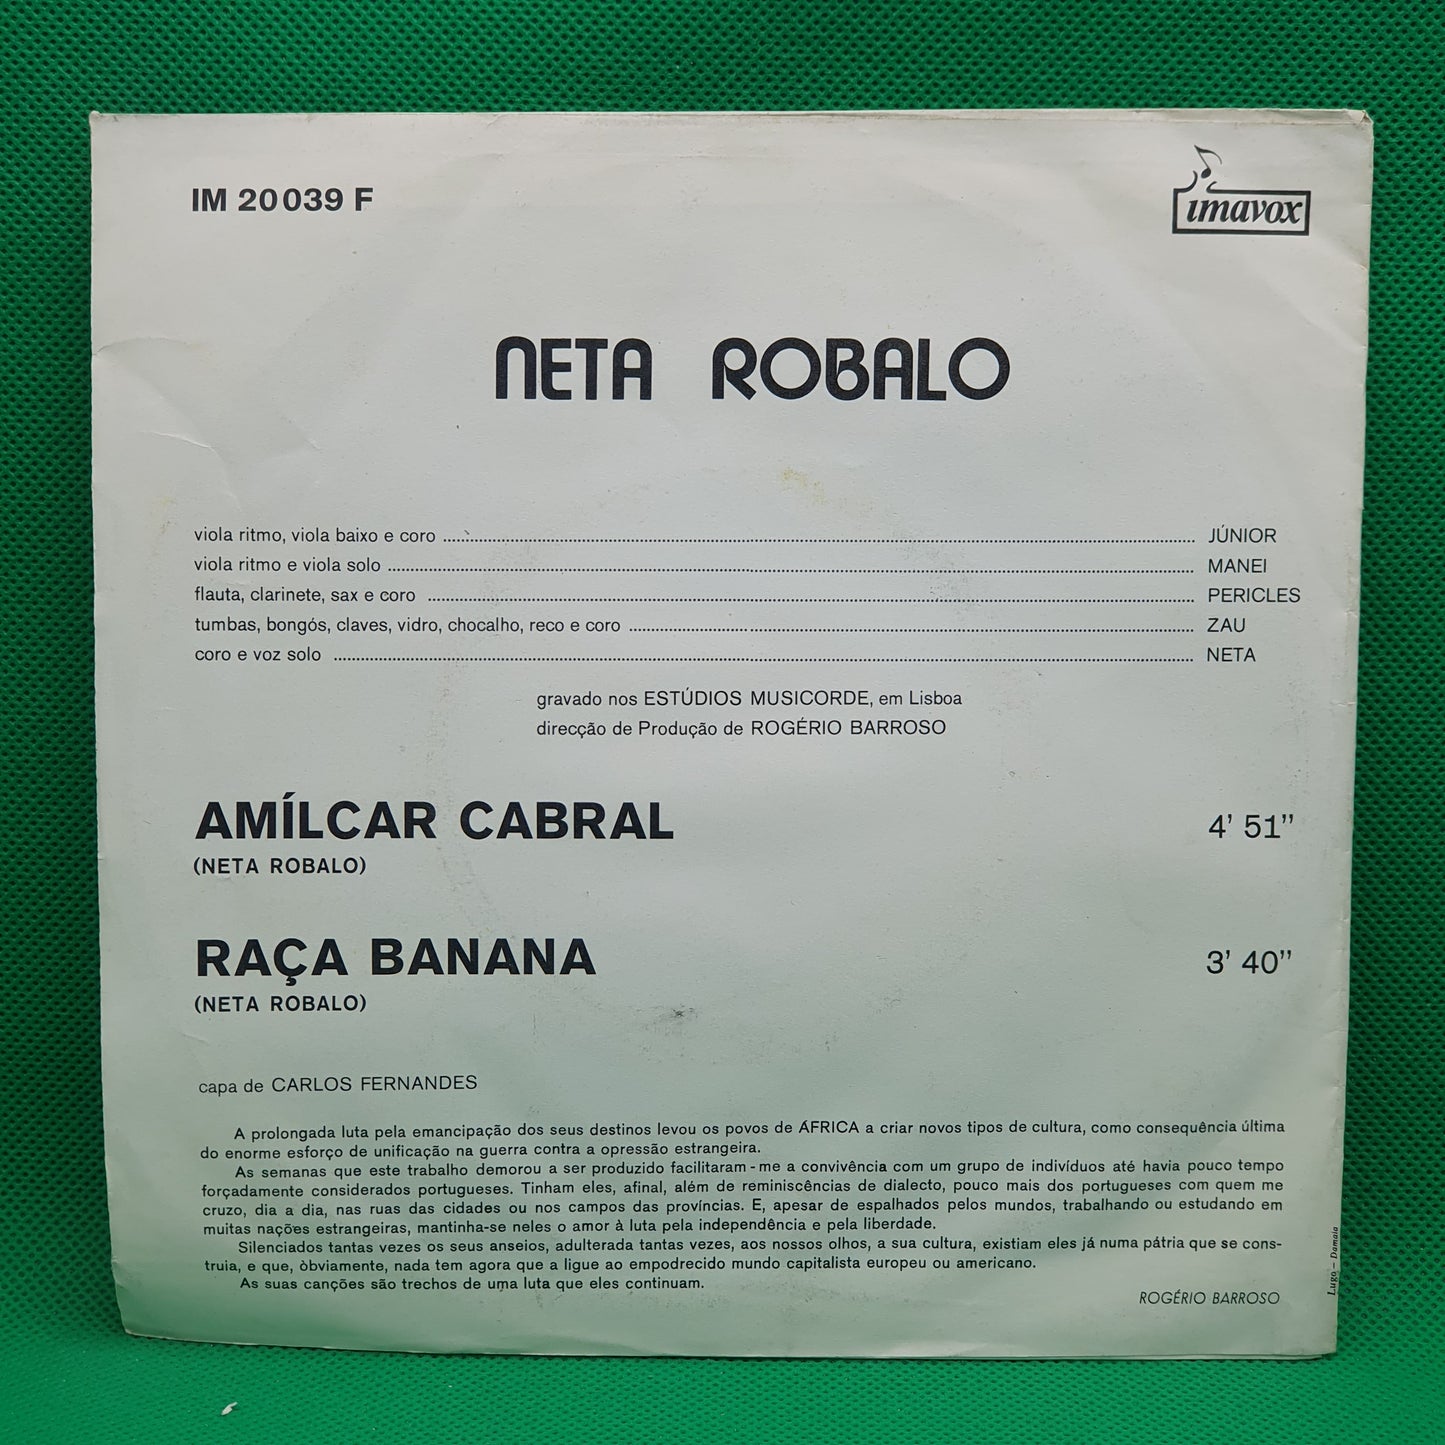 IM 20039 F
imavox
NETA ROBALO
viola ritmo, viola baixo e coro ........ JÚNIOR
viola ritmo e viola solo ........ MANEI
flauta, clarinete, sax e coro ........ PERICLES
tumbas, bongós, claves, vidro, chocalho, reco e coro ........ ZAU
coro e voz solo ........ NETA
gravado nos ESTÚDIOS MUSICORDE, em Lisboa
direcção de Produção de ROGÉRIO BARROSO
AMÍLCAR CABRAL 4' 51"
(NETA ROBALO)
RAÇA BANANA 3' 40"
(NETA ROBALO)
capa de CARLOS FERNANDES
A prolongada luta pela emancipação dos seus destinos levou os povos de ÁFRICA a criar novos tipos de cultura, como consequência última
do enorme esforço de unificação na guerra contra a opressão estrangeira.
As semanas que este trabalho demorou a ser produzido facilitaram-me a convivência com um grupo de indivíduos até havia pouco tempo
forçadamente considerados portugueses. Tinham eles, afinal, além de reminiscências de dialecto, pouco mais dos portugueses com quem me
cruzo, dia a dia, nas ruas das cidades ou nos campos das províncias. E, apesar de espalhados pelos mundos, trabalhando ou estudando em
muitas nações estrangeiras, mantinha-se neles o amor à luta pela independência e pela liberdade.
Silenciados tantas vezes os seus anseios, adulterada tantas vezes, aos nossos olhos, a sua cultura, existiam eles já numa pátria que se cons-
truia, e que, òbviamente, nada tem agora que a ligue ao empodrecido mundo capitalista europeu ou americano.
As suas canções são trechos de uma luta que eles continuam.
ROGÉRIO BARROSO
Luga – Damaia